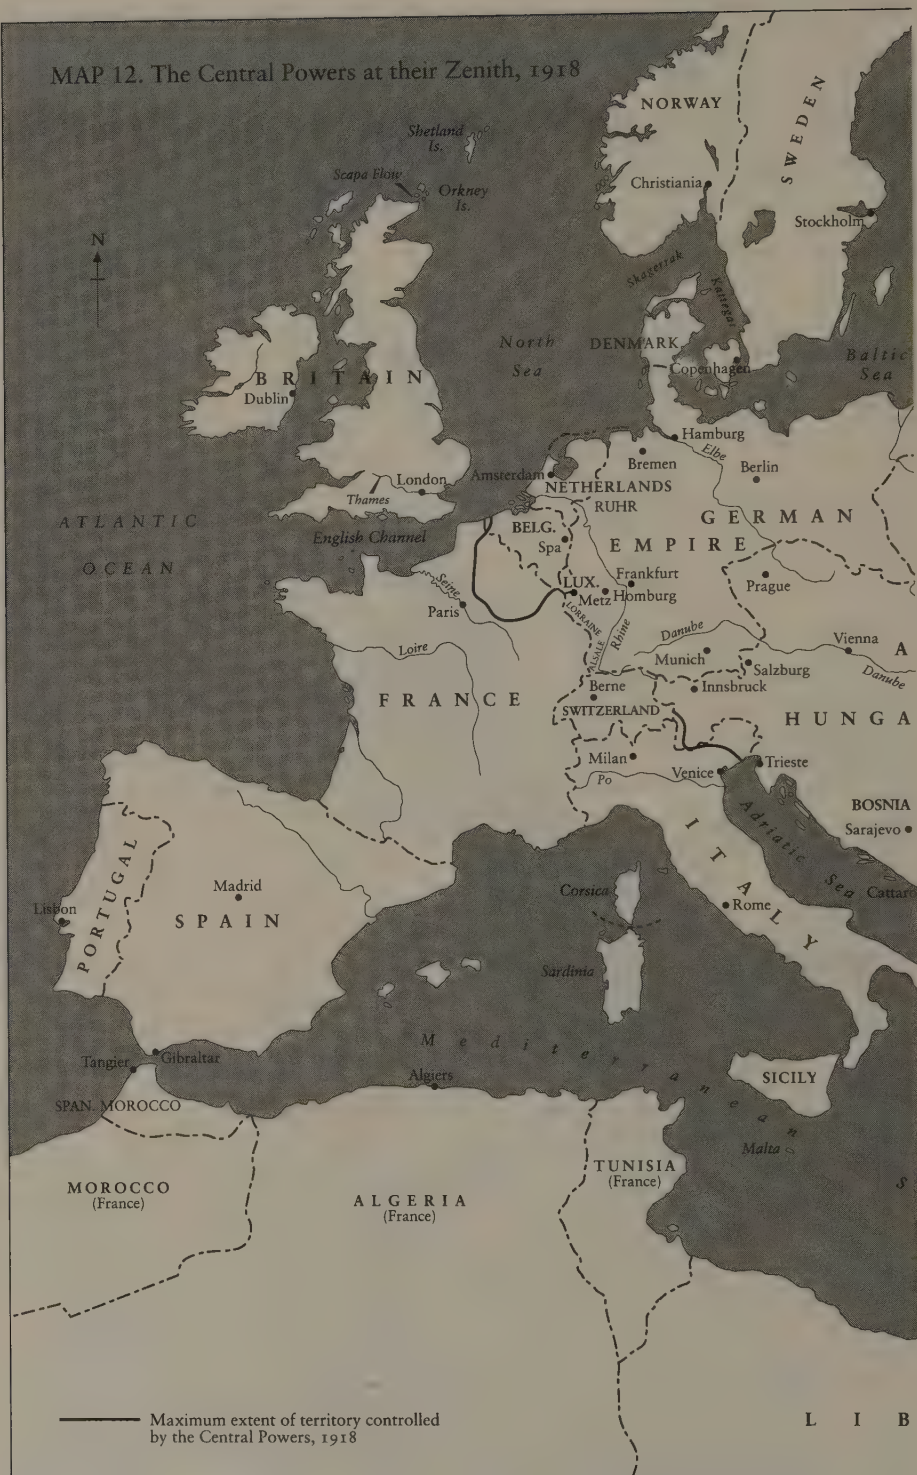 MAP 12. The Central Powers at their Zenith, 1918
NORWAY
SWEDEN
Shetland
Is.
Scapa Flow
Orkney
Is.
Christiania
Stockholm
N
Skagerrak
Kattegat
North
Sea
DENMARK
Copenhagen
Baltic
Sea
BRITAIN
Dublin
Hamburg
Elbe
Bremen
Berlin
London
Thames
Amsterdam
NETHERLANDS
RUHR
GERMAN
EMPIRE
ATLANTIC
OCEAN
English Channel
BELG.
Spa
Seine
Paris
LUX.
Metz
Frankfurt
Homburg
Prague
LORRAINE
ALSALE
Rhine
Loire
Danube
Munich
Vienna
A
Danube
Salzburg
Innsbruck
Berne
SWITZERLAND
FRANCE
HUNGA
Milan
Po
Venice
Trieste
BOSNIA
Sarajevo
Adriatic
Sea
Cattaro
ITALY
Corsica
Rome
Sardinia
PORTUGAL
Lisbon
Madrid
SPAIN
Mediterranean
S
Tangier
Gibraltar
Algiers
SICILY
SPAN. MOROCCO
Malta
MOROCCO
(France)
ALGERIA
(France)
TUNISIA
(France)
LIB
Maximum extent of territory controlled
by the Central Powers, 1918